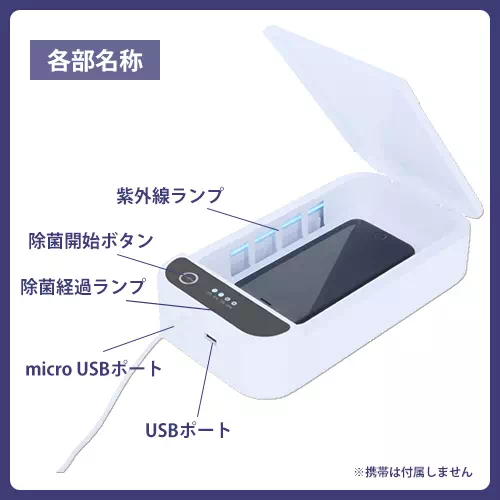 各部名称
紫外線ランプ
除菌開始ボタン
除菌経過ランプ
micro USBポート
USBポート
※携帯は付属しません